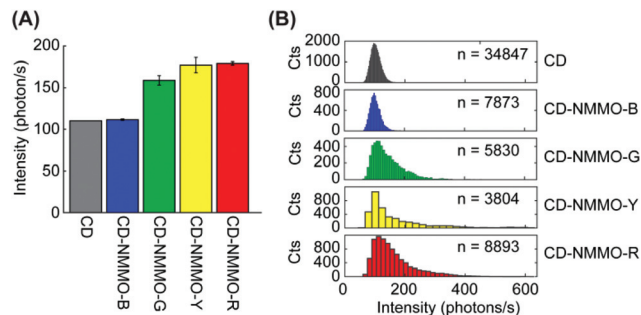 (A)
Intensity (photon/s)
200
150
100
50
0
CD
CD-NMMO-B
CD-NMMO-G
CD-NMMO-Y
CD-NMMO-R
(B)
Cts
2000
1000
0
n = 34847
CD
Cts
800
400
0
n = 7873
CD-NMMO-B
Cts
400
200
0
n = 5830
CD-NMMO-G
Cts
800
400
0
n = 3804
CD-NMMO-Y
Cts
800
400
0
n = 8893
CD-NMMO-R
0 200 400 600
Intensity (photons/s)